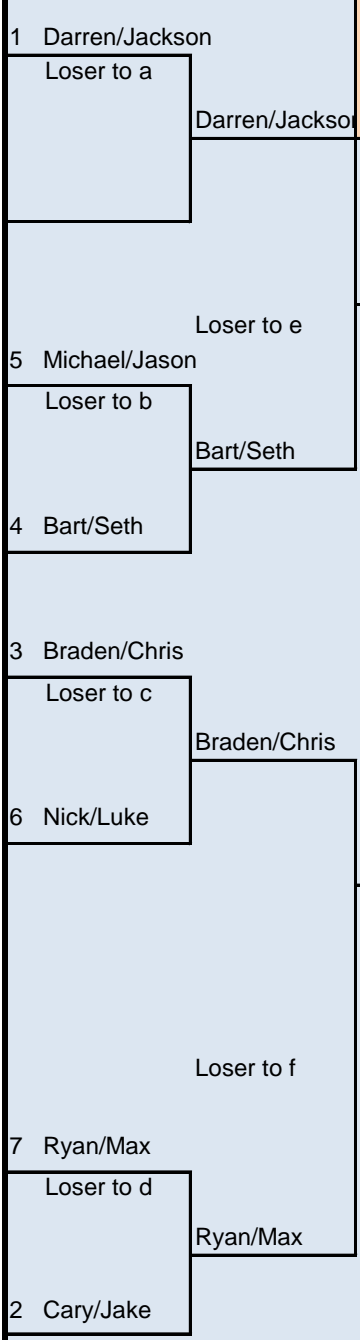 1 Darren/Jackson
Loser to a
Darren/Jackson
Loser to e
5 Michael/Jason
Loser to b
Bart/Seth
4 Bart/Seth
3 Braden/Chris
Loser to c
Braden/Chris
6 Nick/Luke
Loser to f
7 Ryan/Max
Loser to d
Ryan/Max
2 Cary/Jake